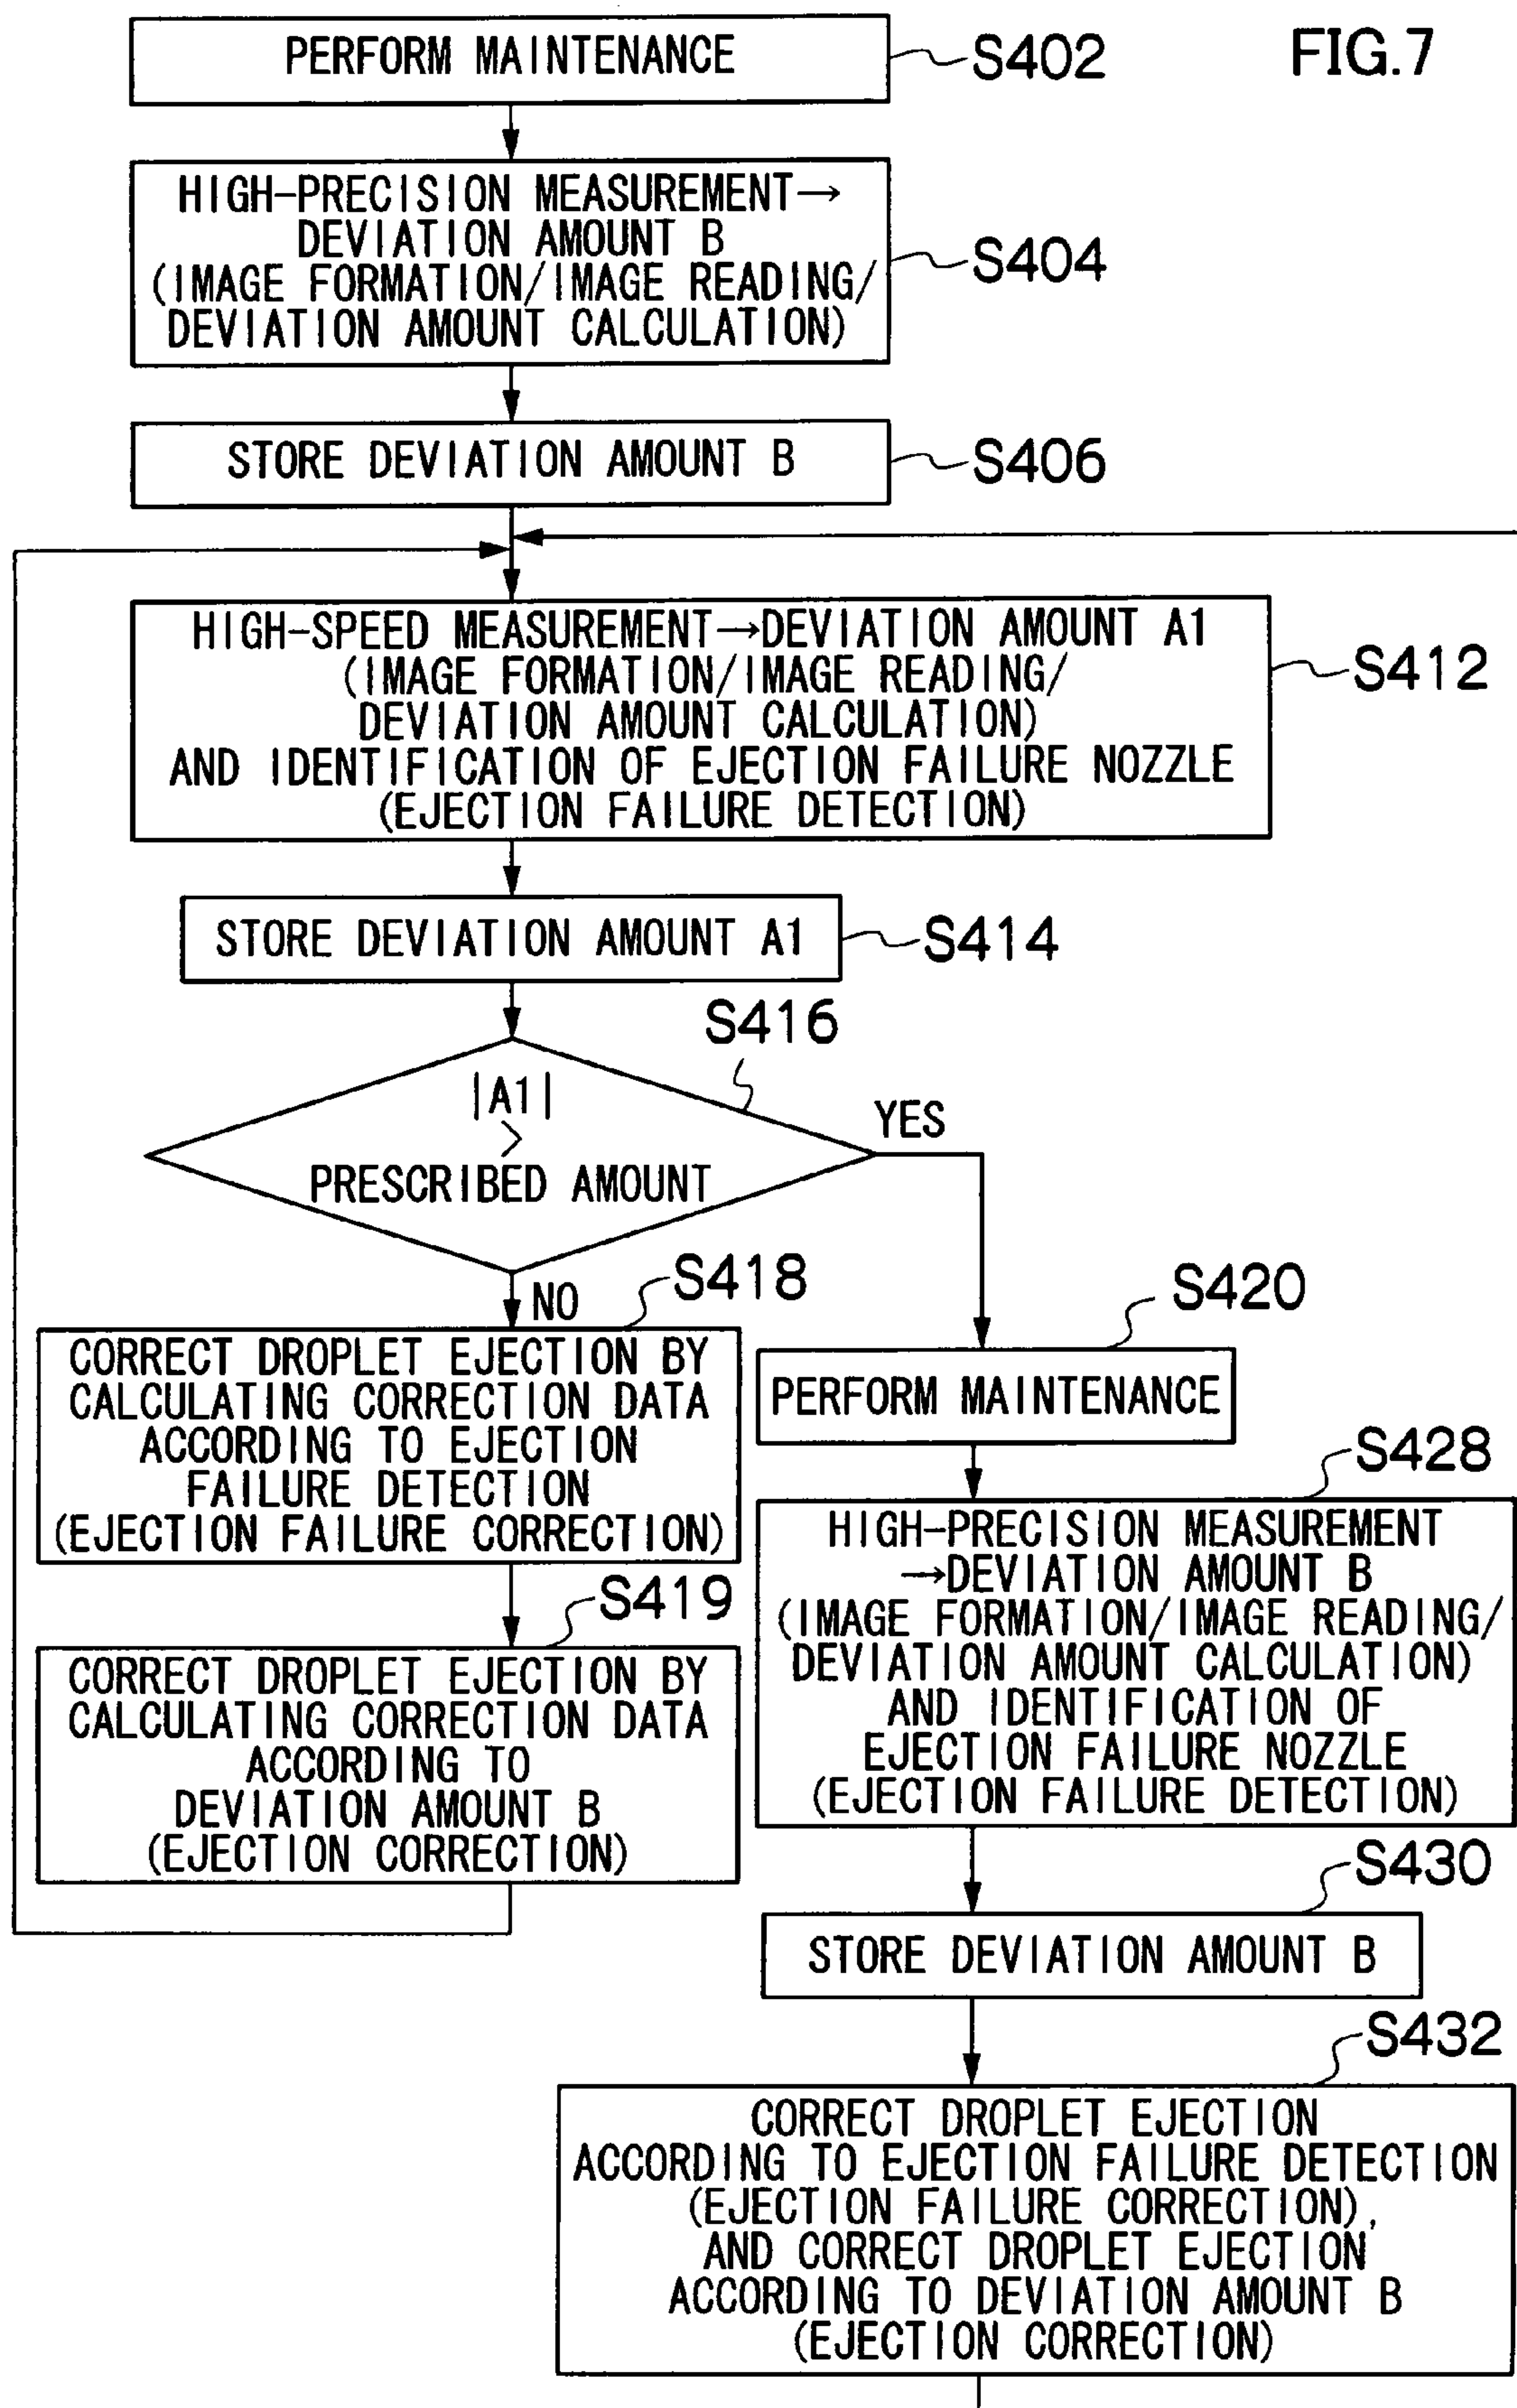 FIG.7
PERFORM MAINTENANCE
S402
HIGH-PRECISION MEASUREMENT→
DEVIATION AMOUNT B
(IMAGE FORMATION/IMAGE READING/
DEVIATION AMOUNT CALCULATION)
S404
STORE DEVIATION AMOUNT B
S406
HIGH-SPEED MEASUREMENT→DEVIATION AMOUNT A1
(IMAGE FORMATION/IMAGE READING/
DEVIATION AMOUNT CALCULATION)
AND IDENTIFICATION OF EJECTION FAILURE NOZZLE
(EJECTION FAILURE DETECTION)
S412
STORE DEVIATION AMOUNT A1
S414
S416
|A1|
>
PRESCRIBED AMOUNT
YES
NO
S418
CORRECT DROPLET EJECTION BY
CALCULATING CORRECTION DATA
ACCORDING TO EJECTION
FAILURE DETECTION
(EJECTION FAILURE CORRECTION)
S419
CORRECT DROPLET EJECTION BY
CALCULATING CORRECTION DATA
ACCORDING TO
DEVIATION AMOUNT B
(EJECTION CORRECTION)
S420
PERFORM MAINTENANCE
S428
HIGH-PRECISION MEASUREMENT
→DEVIATION AMOUNT B
(IMAGE FORMATION/IMAGE READING/
DEVIATION AMOUNT CALCULATION)
AND IDENTIFICATION OF
EJECTION FAILURE NOZZLE
(EJECTION FAILURE DETECTION)
S430
STORE DEVIATION AMOUNT B
S432
CORRECT DROPLET EJECTION
ACCORDING TO EJECTION FAILURE DETECTION
(EJECTION FAILURE CORRECTION),
AND CORRECT DROPLET EJECTION
ACCORDING TO DEVIATION AMOUNT B
(EJECTION CORRECTION)